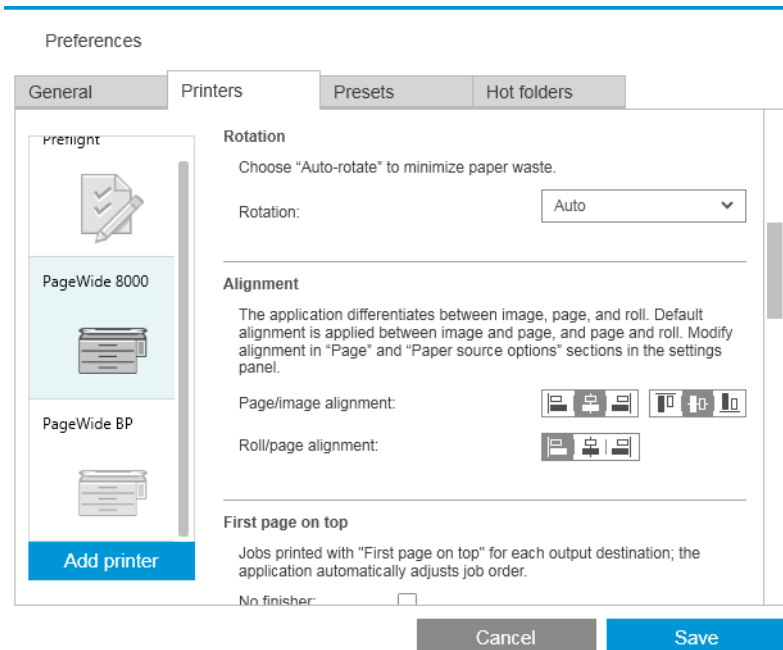 Preferences
General
Printers
Presets
Hot folders
Preflight
PageWide 8000
PageWide BP
Add printer
Rotation
Choose “Auto-rotate” to minimize paper waste.
Rotation:
Auto
Alignment
The application differentiates between image, page, and roll. Default
alignment is applied between image and page, and page and roll. Modify
alignment in “Page” and “Paper source options” sections in the settings
panel.
Page/image alignment:
Roll/page alignment:
First page on top
Jobs printed with "First page on top" for each output destination; the
application automatically adjusts job order.
No finisher:
Cancel
Save